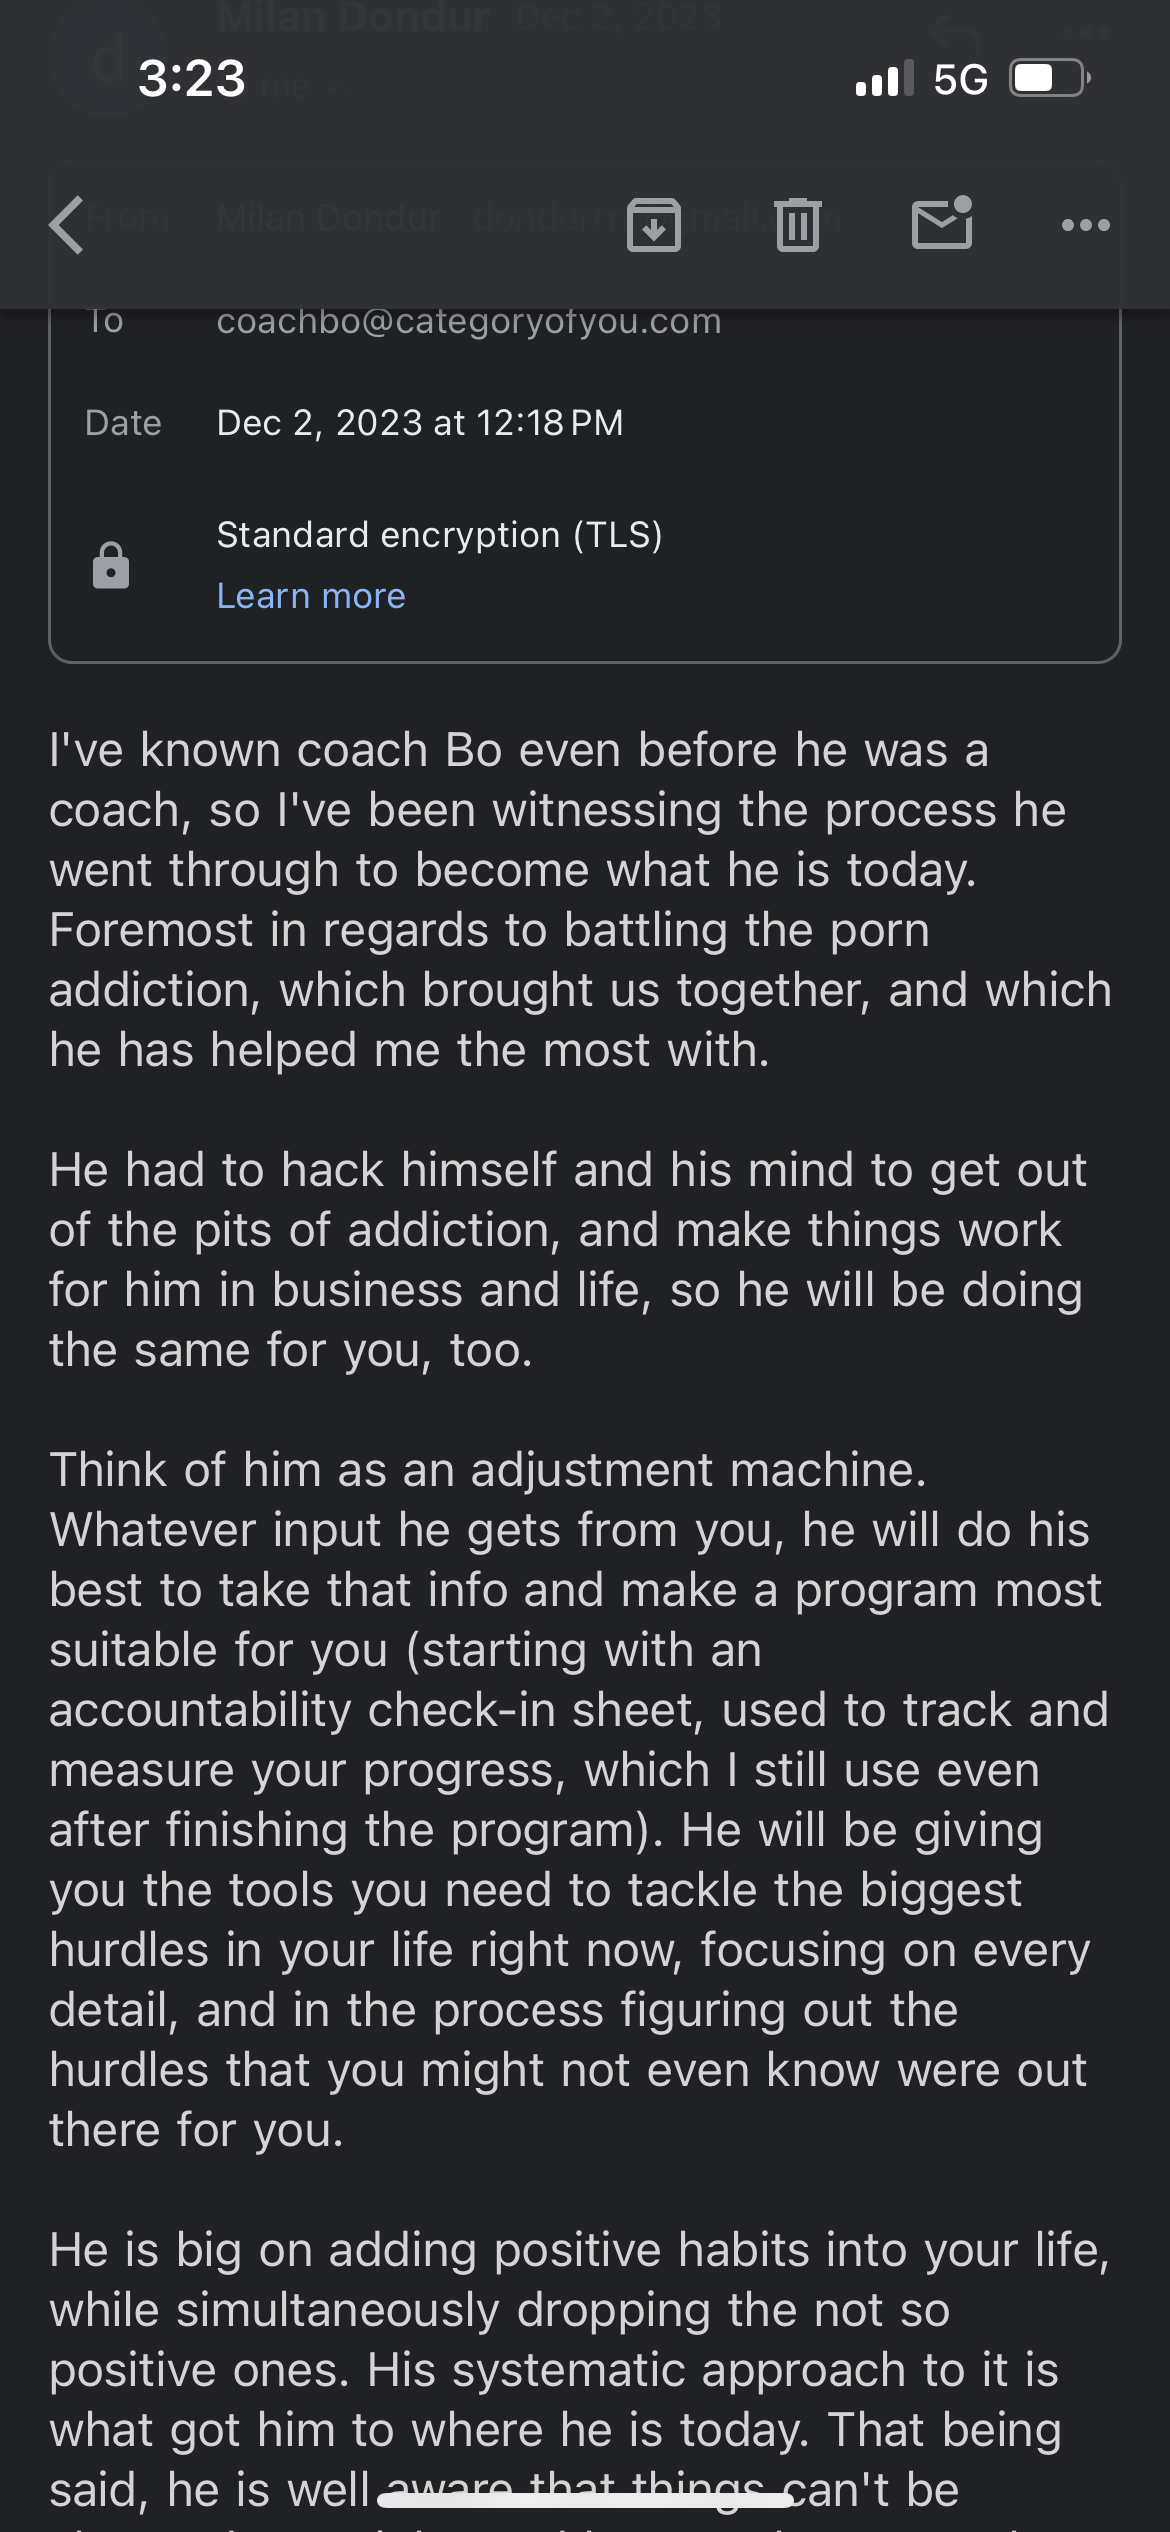 Milan Dondur Dec 2, 2023
d
3:23
5G
me
From Milan Dondur
To coachbo@categoryofyou.com
Date Dec 2, 2023 at 12:18 PM
Standard encryption (TLS)
Learn more
I've known coach Bo even before he was a
coach, so I've been witnessing the process he
went through to become what he is today.
Foremost in regards to battling the porn
addiction, which brought us together, and which
he has helped me the most with.
He had to hack himself and his mind to get out
of the pits of addiction, and make things work
for him in business and life, so he will be doing
the same for you, too.
Think of him as an adjustment machine.
Whatever input he gets from you, he will do his
best to take that info and make a program most
suitable for you (starting with an
accountability check-in sheet, used to track and
measure your progress, which I still use even
after finishing the program). He will be giving
you the tools you need to tackle the biggest
hurdles in your life right now, focusing on every
detail, and in the process figuring out the
hurdles that you might not even know were out
there for you.
He is big on adding positive habits into your life,
while simultaneously dropping the not so
positive ones. His systematic approach to it is
what got him to where he is today. That being
said, he is well aware that things can't be